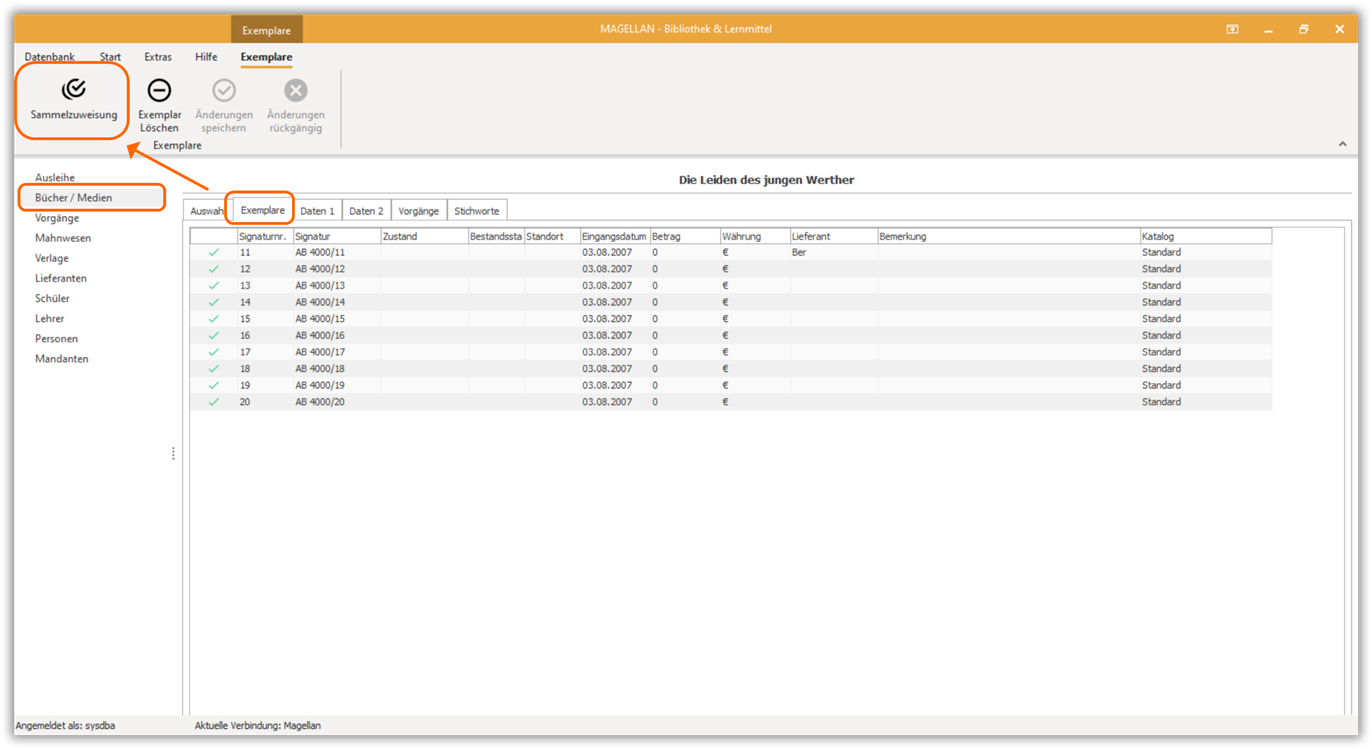 Exemplare
MAGELLAN - Bibliothek & Lernmittel
Datenbank Start Extras Hilfe Exemplare
Sammelzuweisung
Exemplar Löschen
Änderungen speichern
Änderungen rückgängig
Exemplare
Ausleihe
Bücher / Medien
Vorgänge
Mahnwesen
Verlage
Lieferanten
Schüler
Lehrer
Personen
Mandanten
Die Leiden des jungen Werther
Auswahl Exemplare Daten 1 Daten 2 Vorgänge Stichworte
Signaturnr. Signatur Zustand Bestandssta Standort Eingangsdatum Betrag Währung Lieferant Bemerkung Katalog
11 AB 4000/11 03.08.2007 0 € Ber Standard
12 AB 4000/12 03.08.2007 0 € Standard
13 AB 4000/13 03.08.2007 0 € Standard
14 AB 4000/14 03.08.2007 0 € Standard
15 AB 4000/15 03.08.2007 0 € Standard
16 AB 4000/16 03.08.2007 0 € Standard
17 AB 4000/17 03.08.2007 0 € Standard
18 AB 4000/18 03.08.2007 0 € Standard
19 AB 4000/19 03.08.2007 0 € Standard
20 AB 4000/20 03.08.2007 0 € Standard
Angemeldet als: sysdba Aktuelle Verbindung: Magellan